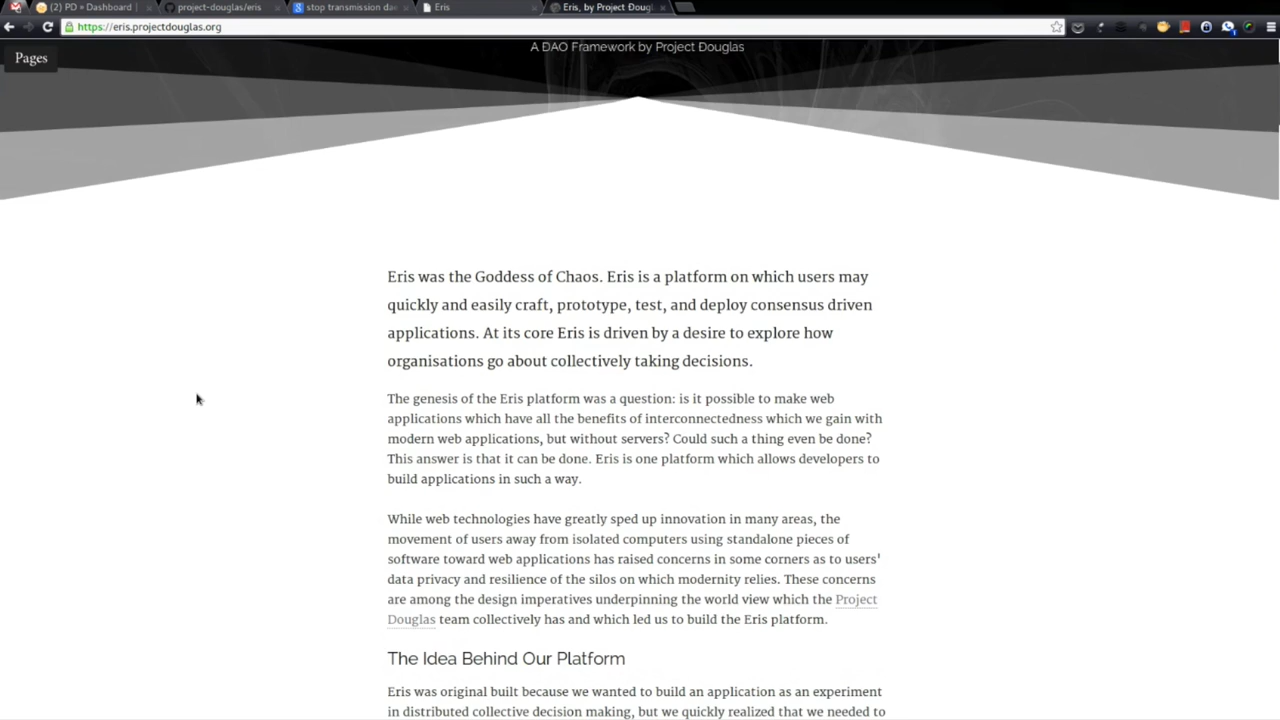 (2) PD » Dashboard |
project-douglas/eris
stop transmission dae
Eris
Eris, by Project Ðougl
https://eris.projectdouglas.org
Pages
A ÐAO Framework by Project Ðouglas
Eris was the Goddess of Chaos. Eris is a platform on which users may
quickly and easily craft, prototype, test, and deploy consensus driven
applications. At its core Eris is driven by a desire to explore how
organisations go about collectively taking decisions.
The genesis of the Eris platform was a question: is it possible to make web
applications which have all the benefits of interconnectedness which we gain with
modern web applications, but without servers? Could such a thing even be done?
This answer is that it can be done. Eris is one platform which allows developers to
build applications in such a way.
While web technologies have greatly sped up innovation in many areas, the
movement of users away from isolated computers using standalone pieces of
software toward web applications has raised concerns in some corners as to users'
data privacy and resilience of the silos on which modernity relies. These concerns
are among the design imperatives underpinning the world view which the Project
Douglas team collectively has and which led us to build the Eris platform.
The Idea Behind Our Platform
Eris was original built because we wanted to build an application as an experiment
in distributed collective decision making, but we quickly realized that we needed to